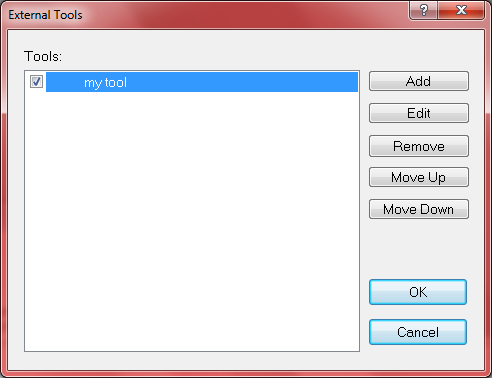 External Tools
?
Tools:
my tool
Add
Edit
Remove
Move Up
Move Down
OK
Cancel